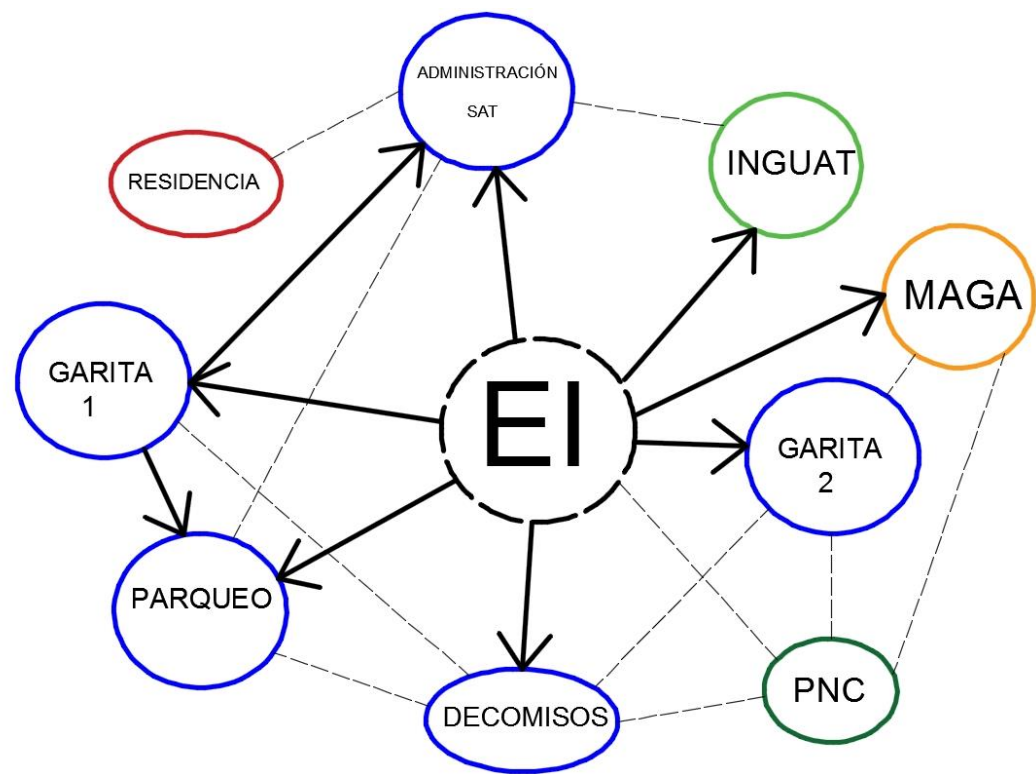 ADMINISTRACIÓN
SAT
INGUAT
RESIDENCIA
MAGA
GARITA
1
EI
GARITA
2
PARQUEO
DECOMISOS
PNC